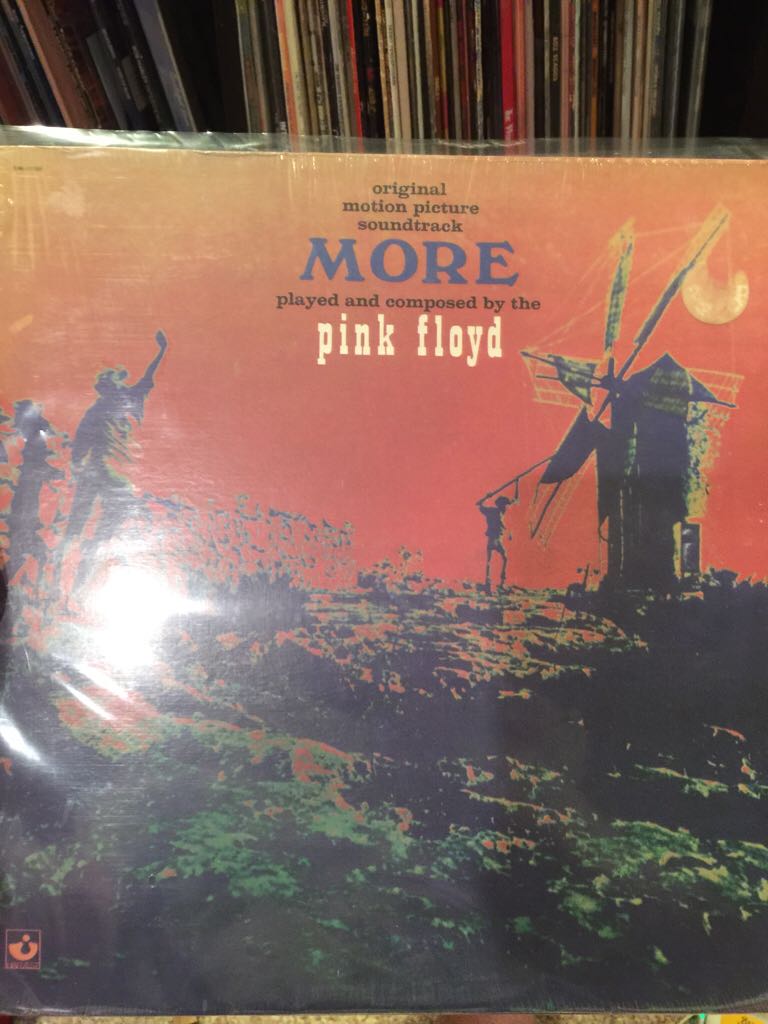 original
motion picture
soundtrack
MORE
played and composed by the
pink floyd